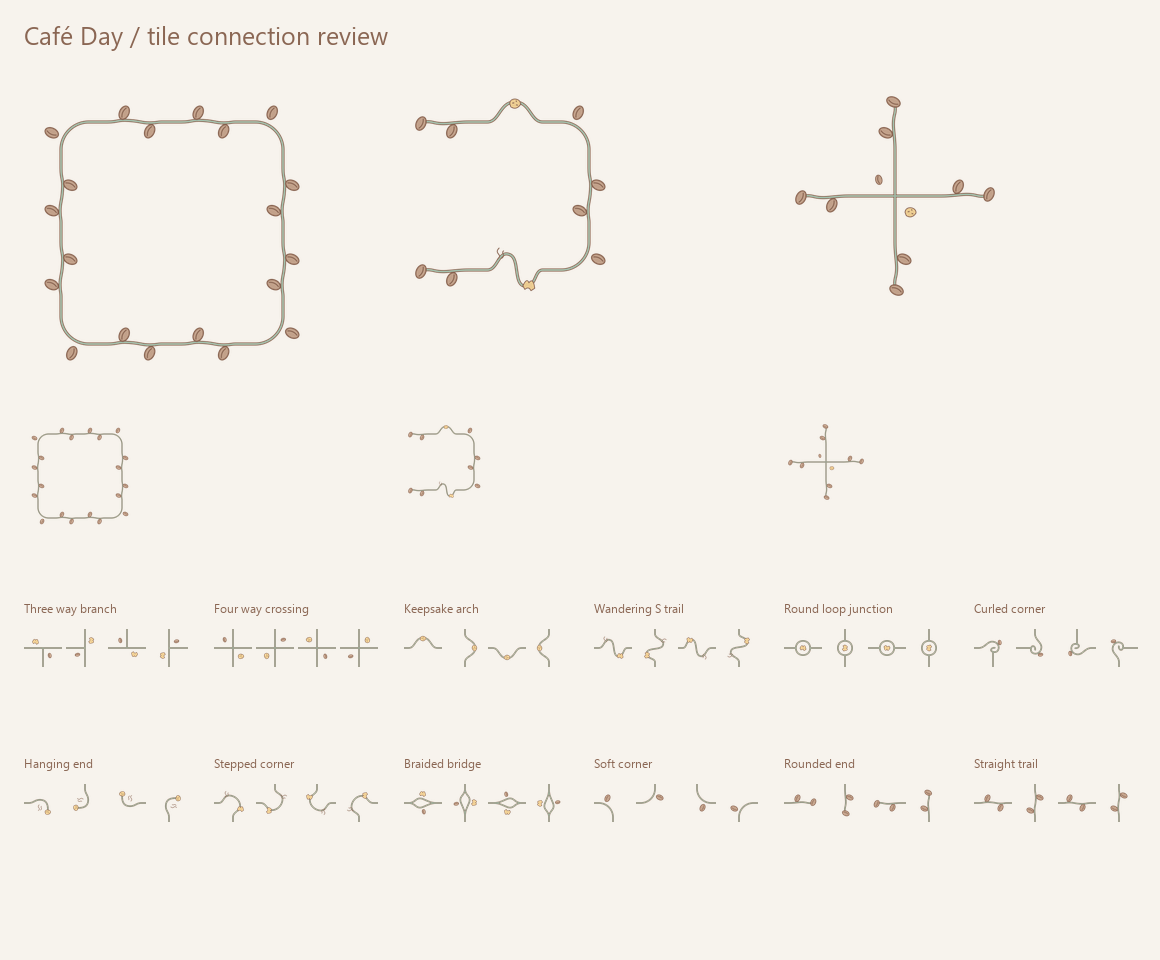 Café Day / tile connection review
Three way branch
Four way crossing
Keepsake arch
Wandering S trail
Round loop junction
Curled corner
Hanging end
Stepped corner
Braided bridge
Soft corner
Rounded end
Straight trail